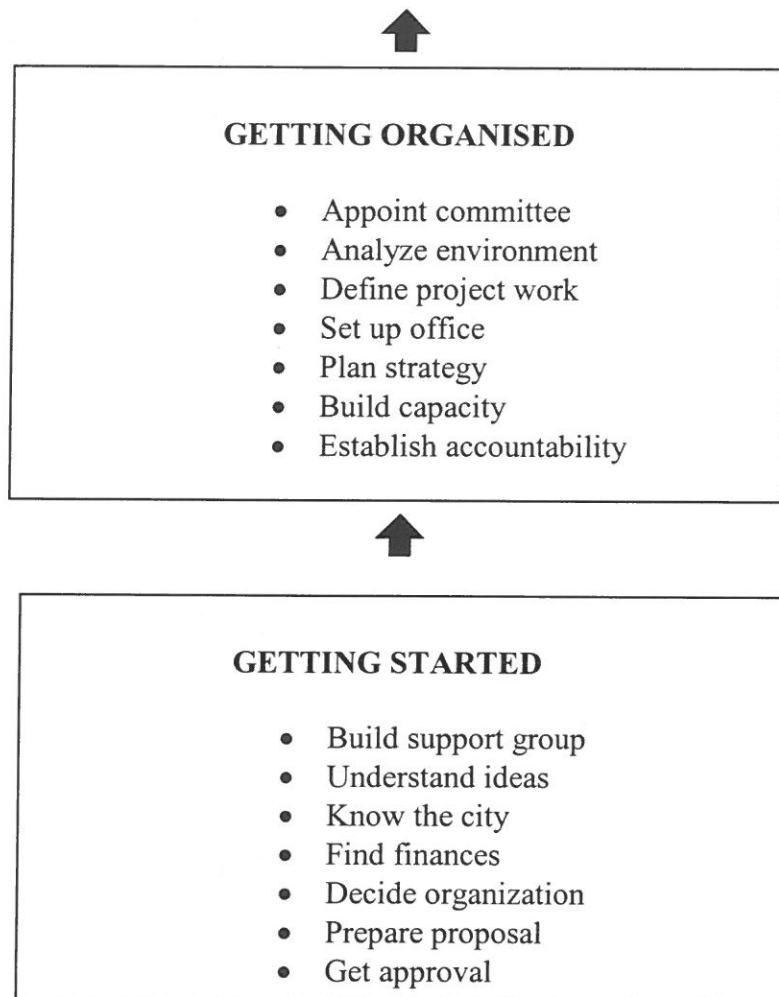 GETTING ORGANISED
• Appoint committee
• Analyze environment
• Define project work
• Set up office
• Plan strategy
• Build capacity
• Establish accountability
GETTING STARTED
• Build support group
• Understand ideas
• Know the city
• Find finances
• Decide organization
• Prepare proposal
• Get approval